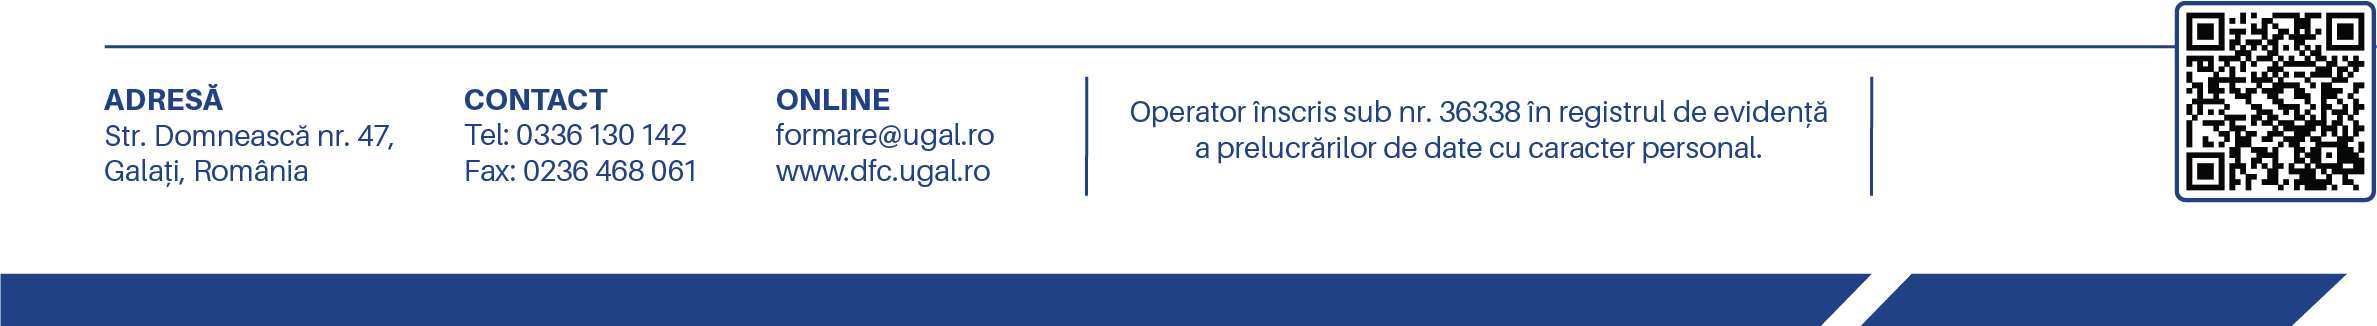 ADRESĂ
Str. Domnească nr. 47,
Galați, România
CONTACT
Tel: 0336 130 142
Fax: 0236 468 061
ONLINE
formare@ugal.ro
www.dfc.ugal.ro
Operator înscris sub nr. 36338 în registrul de evidență
a prelucrărilor de date cu caracter personal.